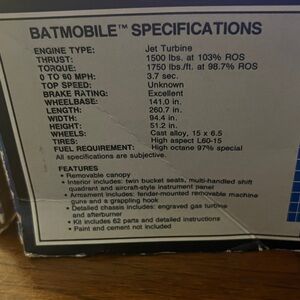 BATMOBILE™ SPECIFICATIONS
ENGINE TYPE: Jet Turbine
THRUST: 1500 lbs. at 103% ROS
TORQUE: 1750 lbs./ft. at 98.7% ROS
0 TO 60 MPH: 3.7 sec.
TOP SPEED: Unknown
BRAKE RATING: Excellent
WHEELBASE: 141.0 in.
LENGTH: 260.7 in.
WIDTH: 94.4 in.
HEIGHT: 51.2 in.
WHEELS: Cast alloy, 15 x 6.5
TIRES: High aspect L60-15
FUEL REQUIREMENT: High octane 97% special
All specifications are subjective.
FEATURES
• Removable canopy
• Interior includes: twin bucket seats, multi-handled shift
quadrant and aircraft-style instrument panel
• Armament includes: fender-mounted removable machine
guns and a grappling hook
• Detailed chassis includes: engraved gas turbine
and afterburner
• Kit includes 62 parts and detailed instructions
• Paint and cement not included